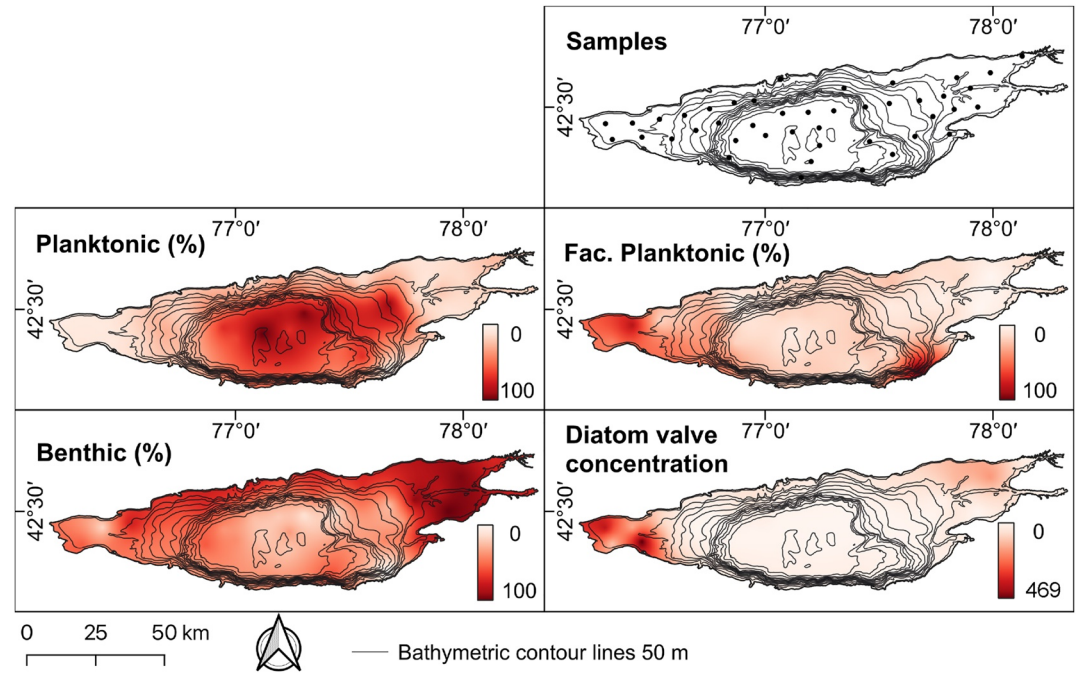 77°0′ 78°0′
Samples
42°30′
77°0′ 78°0′
Planktonic (%)
42°30′
0
100
77°0′ 78°0′
Fac. Planktonic (%)
42°30′
0
100
77°0′ 78°0′
Benthic (%)
42°30′
0
100
77°0′ 78°0′
Diatom valve
concentration
42°30′
0
469
0 25 50 km
Bathymetric contour lines 50 m